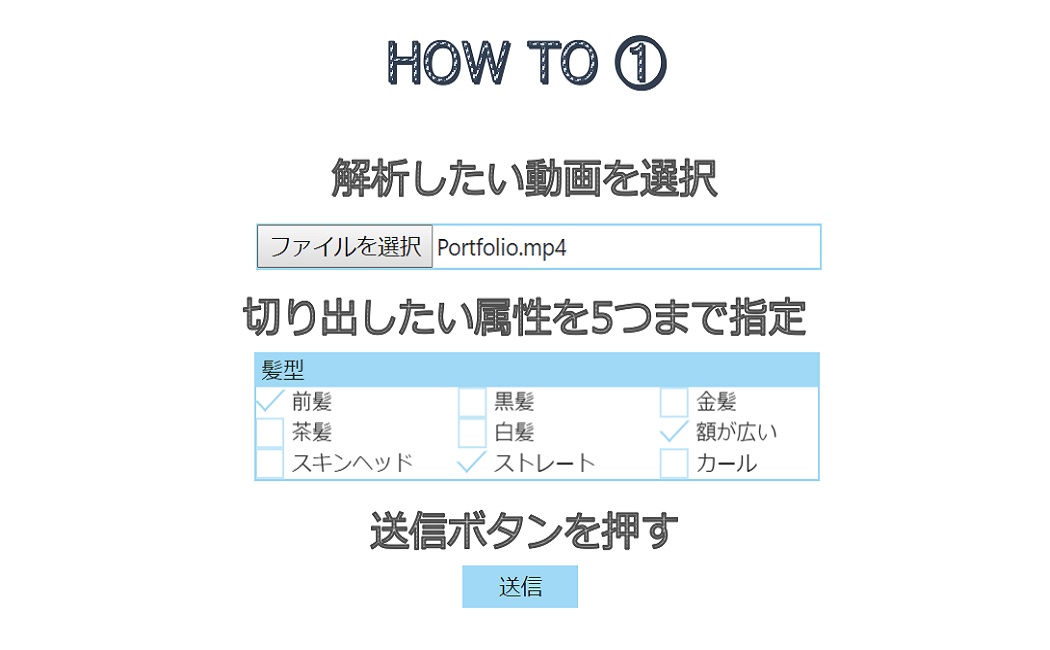 HOW TO ①
解析したい動画を選択
ファイルを選択 Portfolio.mp4
切り出したい属性を5つまで指定
髪型
前髪 黒髪 金髪
茶髪 白髪 額が広い
スキンヘッド ストレート カール
送信ボタンを押す
送信